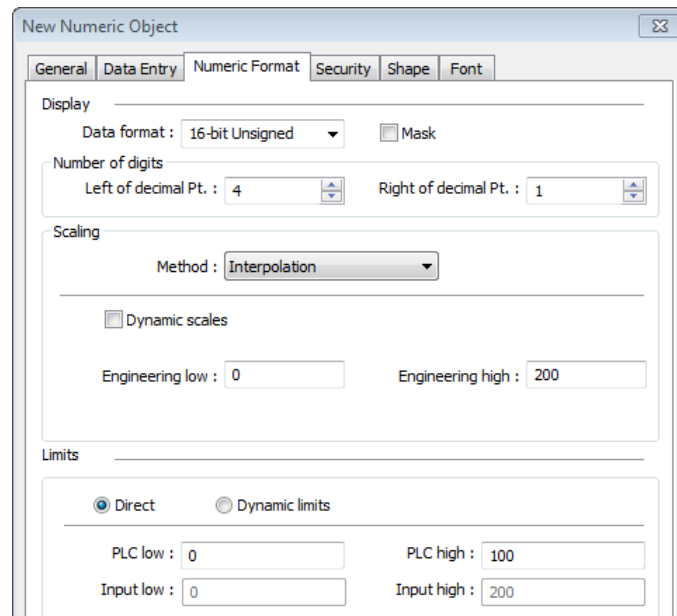 New Numeric Object
General Data Entry Numeric Format Security Shape Font
Display
Data format : 16-bit Unsigned Mask
Number of digits
Left of decimal Pt. : 4 Right of decimal Pt. : 1
Scaling
Method : Interpolation
Dynamic scales
Engineering low : 0 Engineering high : 200
Limits
Direct Dynamic limits
PLC low : 0 PLC high : 100
Input low : 0 Input high : 200